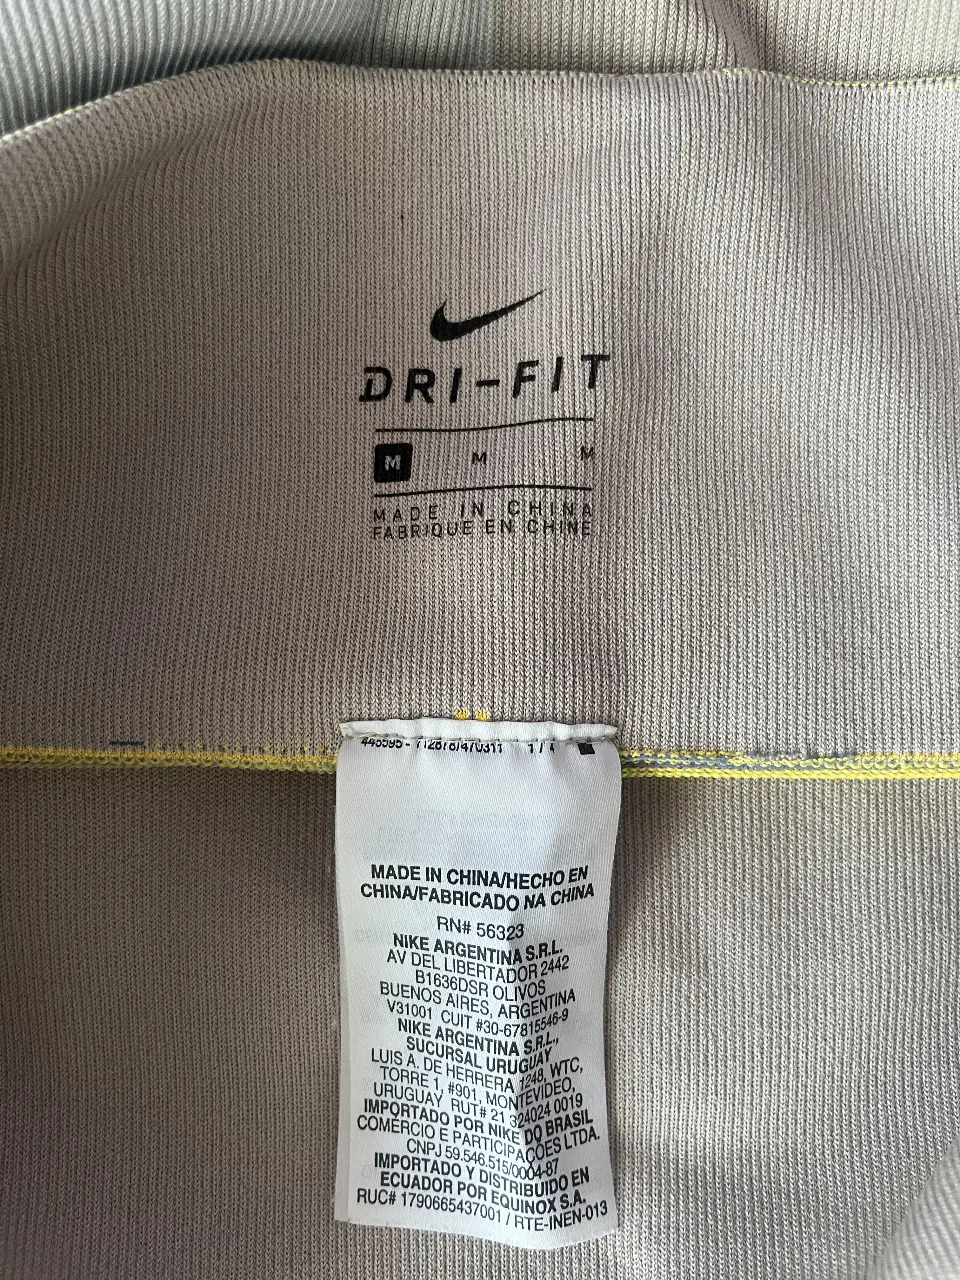 DRI-FIT
M M M
MADE IN CHINA
FABRIQUE EN CHINE
1 / 4
MADE IN CHINA/HECHO EN
CHINA/FABRICADO NA CHINA
RN# 56323
NIKE ARGENTINA S.R.L.
AV DEL LIBERTADOR 2442
B1636DSR OLIVOS
BUENOS AIRES, ARGENTINA
V31001 CUIT #30-67815546-9
NIKE ARGENTINA S.R.L.,
SUCURSAL URUGUAY
LUIS A. DE HERRERA 1248, WTC,
TORRE 1, #901, MONTEVIDEO,
URUGUAY RUT# 21 324024 0019
IMPORTADO POR NIKE DO BRASIL
COMÉRCIO E PARTICIPAÇÕES LTDA.
CNPJ 59.546.515/0004-87
IMPORTADO Y DISTRIBUIDO EN
ECUADOR POR EQUINOX S.A.
RUC# 1790665437001 / RTE-INEN-013